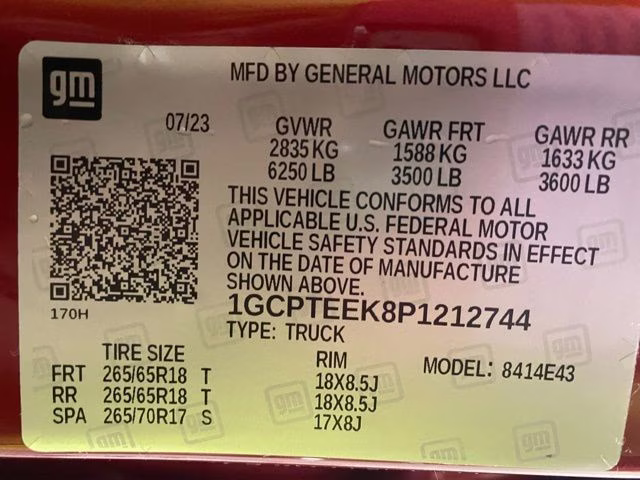 gm
MFD BY GENERAL MOTORS LLC
07/23
GVWR GAWR FRT GAWR RR
2835 KG 1588 KG 1633 KG
6250 LB 3500 LB 3600 LB
THIS VEHICLE CONFORMS TO ALL
APPLICABLE U.S. FEDERAL MOTOR
VEHICLE SAFETY STANDARDS IN EFFECT
ON THE DATE OF MANUFACTURE
SHOWN ABOVE.
170H
1GCPTEEK8P1212744
TYPE: TRUCK
TIRE SIZE RIM MODEL: 8414E43
FRT 265/65R18 T 18X8.5J
RR 265/65R18 T 18X8.5J
SPA 265/70R17 S 17X8J